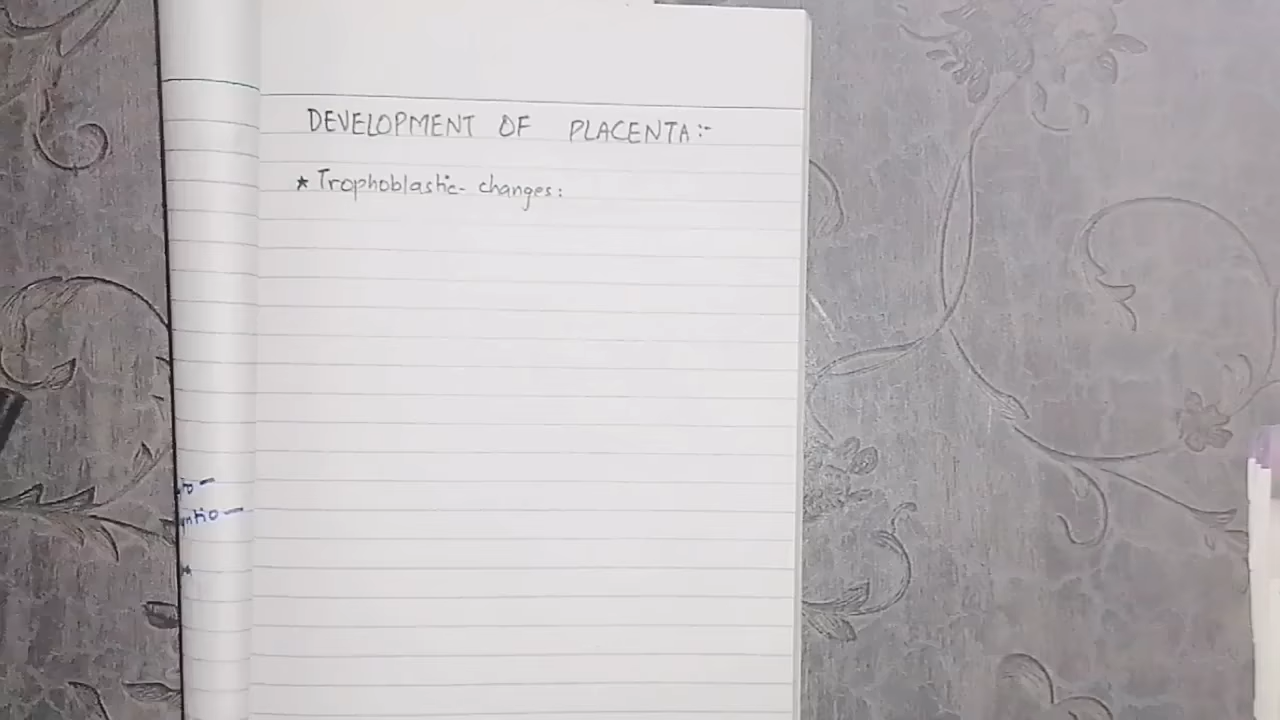 DEVELOPMENT OF PLACENTA :-
★ Trophoblastic changes :